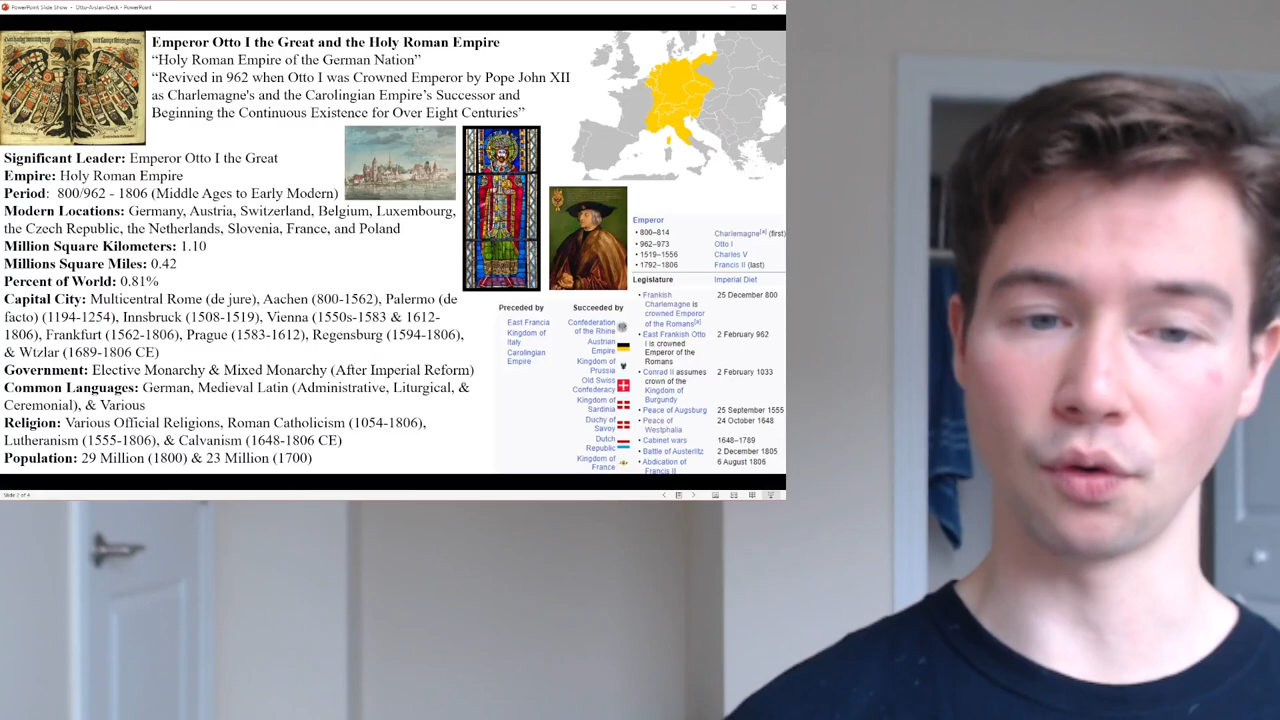 PowerPoint Slide Show - Otto-Arslan-Deck - PowerPoint
Emperor Otto I the Great and the Holy Roman Empire
“Holy Roman Empire of the German Nation”
“Revived in 962 when Otto I was Crowned Emperor by Pope John XII
as Charlemagne's and the Carolingian Empire’s Successor and
Beginning the Continuous Existence for Over Eight Centuries”
Significant Leader: Emperor Otto I the Great
Empire: Holy Roman Empire
Period: 800/962 - 1806 (Middle Ages to Early Modern)
Modern Locations: Germany, Austria, Switzerland, Belgium, Luxembourg,
the Czech Republic, the Netherlands, Slovenia, France, and Poland
Million Square Kilometers: 1.10
Millions Square Miles: 0.42
Percent of World: 0.81%
Capital City: Multicentral Rome (de jure), Aachen (800-1562), Palermo (de
facto) (1194-1254), Innsbruck (1508-1519), Vienna (1550s-1583 & 1612-
1806), Frankfurt (1562-1806), Prague (1583-1612), Regensburg (1594-1806),
& Wtzlar (1689-1806 CE)
Government: Elective Monarchy & Mixed Monarchy (After Imperial Reform)
Common Languages: German, Medieval Latin (Administrative, Liturgical, &
Ceremonial), & Various
Religion: Various Official Religions, Roman Catholicism (1054-1806),
Lutheranism (1555-1806), & Calvanism (1648-1806 CE)
Population: 29 Million (1800) & 23 Million (1700)
Preceded by
East Francia
Kingdom of
Italy
Carolingian
Empire
Succeeded by
Confederation
of the Rhine
Austrian
Empire
Kingdom of
Prussia
Old Swiss
Confederacy
Kingdom of
Sardinia
Duchy of
Savoy
Dutch
Republic
Kingdom of
France
Emperor
• 800–814 Charlemagne[a] (first)
• 962–973 Otto I
• 1519–1556 Charles V
• 1792–1806 Francis II (last)
Legislature Imperial Diet
• Frankish 25 December 800
Charlemagne is
crowned Emperor
of the Romans[a]
• East Frankish Otto 2 February 962
I is crowned
Emperor of the
Romans
• Conrad II assumes 2 February 1033
crown of the
Kingdom of
Burgundy
• Peace of Augsburg 25 September 1555
• Peace of 24 October 1648
Westphalia
• Cabinet wars 1648–1789
• Battle of Austerlitz 2 December 1805
• Abdication of 6 August 1806
Francis II
Slide 2 of 4